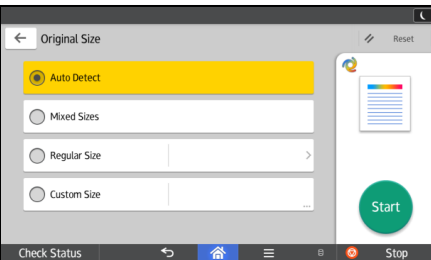 Original Size
Reset
Auto Detect
Mixed Sizes
Regular Size
Custom Size
...
Start
Check Status
Stop